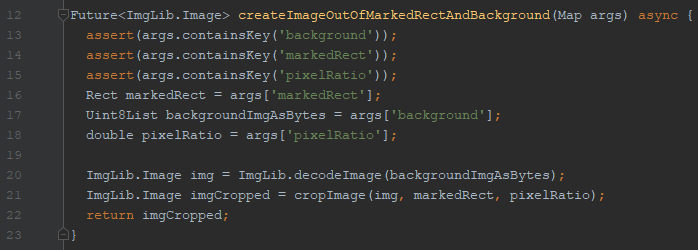 12 Future<ImgLib.Image> createImageOutOfMarkedRectAndBackground(Map args) async {
13 assert(args.containsKey('background'));
14 assert(args.containsKey('markedRect'));
15 assert(args.containsKey('pixelRatio'));
16 Rect markedRect = args['markedRect'];
17 Uint8List backgroundImgAsBytes = args['background'];
18 double pixelRatio = args['pixelRatio'];
19
20 ImgLib.Image img = ImgLib.decodeImage(backgroundImgAsBytes);
21 ImgLib.Image imgCropped = cropImage(img, markedRect, pixelRatio);
22 return imgCropped;
23 }